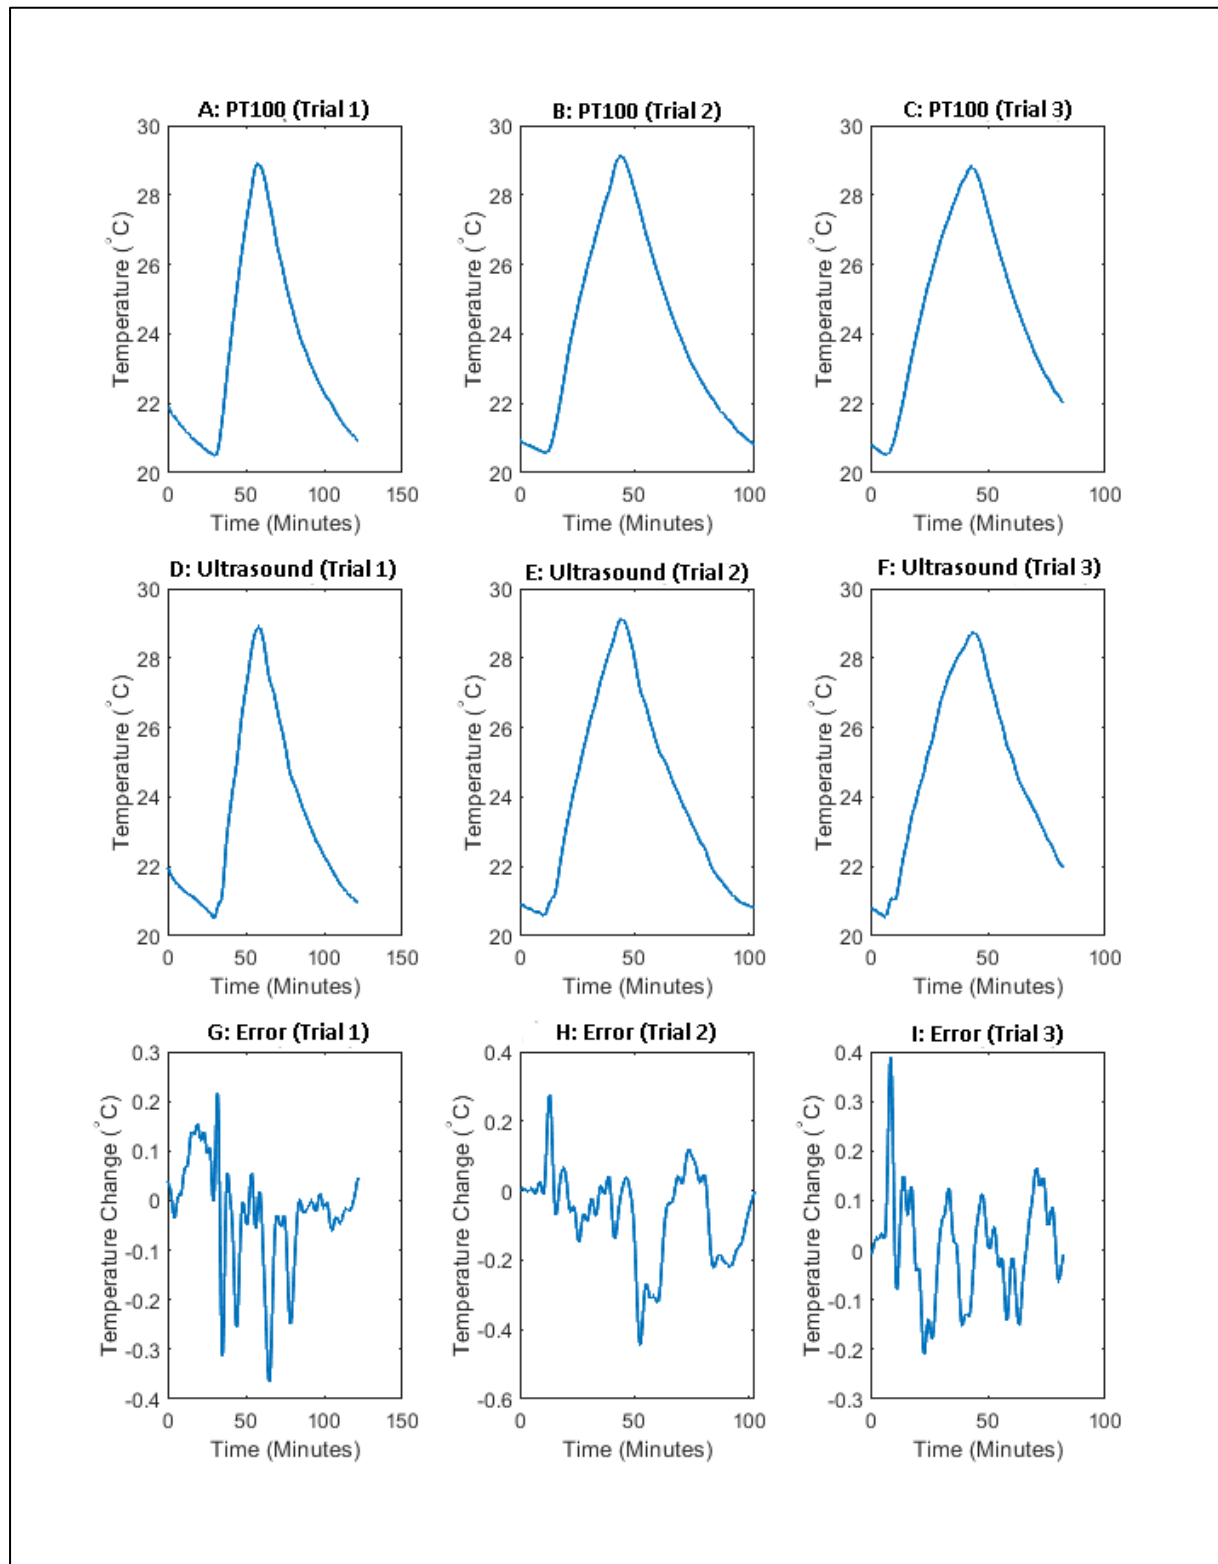 A: PT100 (Trial 1)
30
28
26
24
22
20
Temperature (°C)
0 50 100 150
Time (Minutes)
B: PT100 (Trial 2)
30
28
26
24
22
20
Temperature (°C)
0 50 100
Time (Minutes)
C: PT100 (Trial 3)
30
28
26
24
22
20
Temperature (°C)
0 50 100
Time (Minutes)
D: Ultrasound (Trial 1)
30
28
26
24
22
20
Temperature (°C)
0 50 100 150
Time (Minutes)
E: Ultrasound (Trial 2)
30
28
26
24
22
20
Temperature (°C)
0 50 100
Time (Minutes)
F: Ultrasound (Trial 3)
30
28
26
24
22
20
Temperature (°C)
0 50 100
Time (Minutes)
G: Error (Trial 1)
0.3
0.2
0.1
0
-0.1
-0.2
-0.3
-0.4
Temperature Change (°C)
0 50 100 150
Time (Minutes)
H: Error (Trial 2)
0.4
0.2
0
-0.2
-0.4
-0.6
Temperature Change (°C)
0 50 100
Time (Minutes)
I: Error (Trial 3)
0.4
0.3
0.2
0.1
0
-0.1
-0.2
-0.3
Temperature Change (°C)
0 50 100
Time (Minutes)